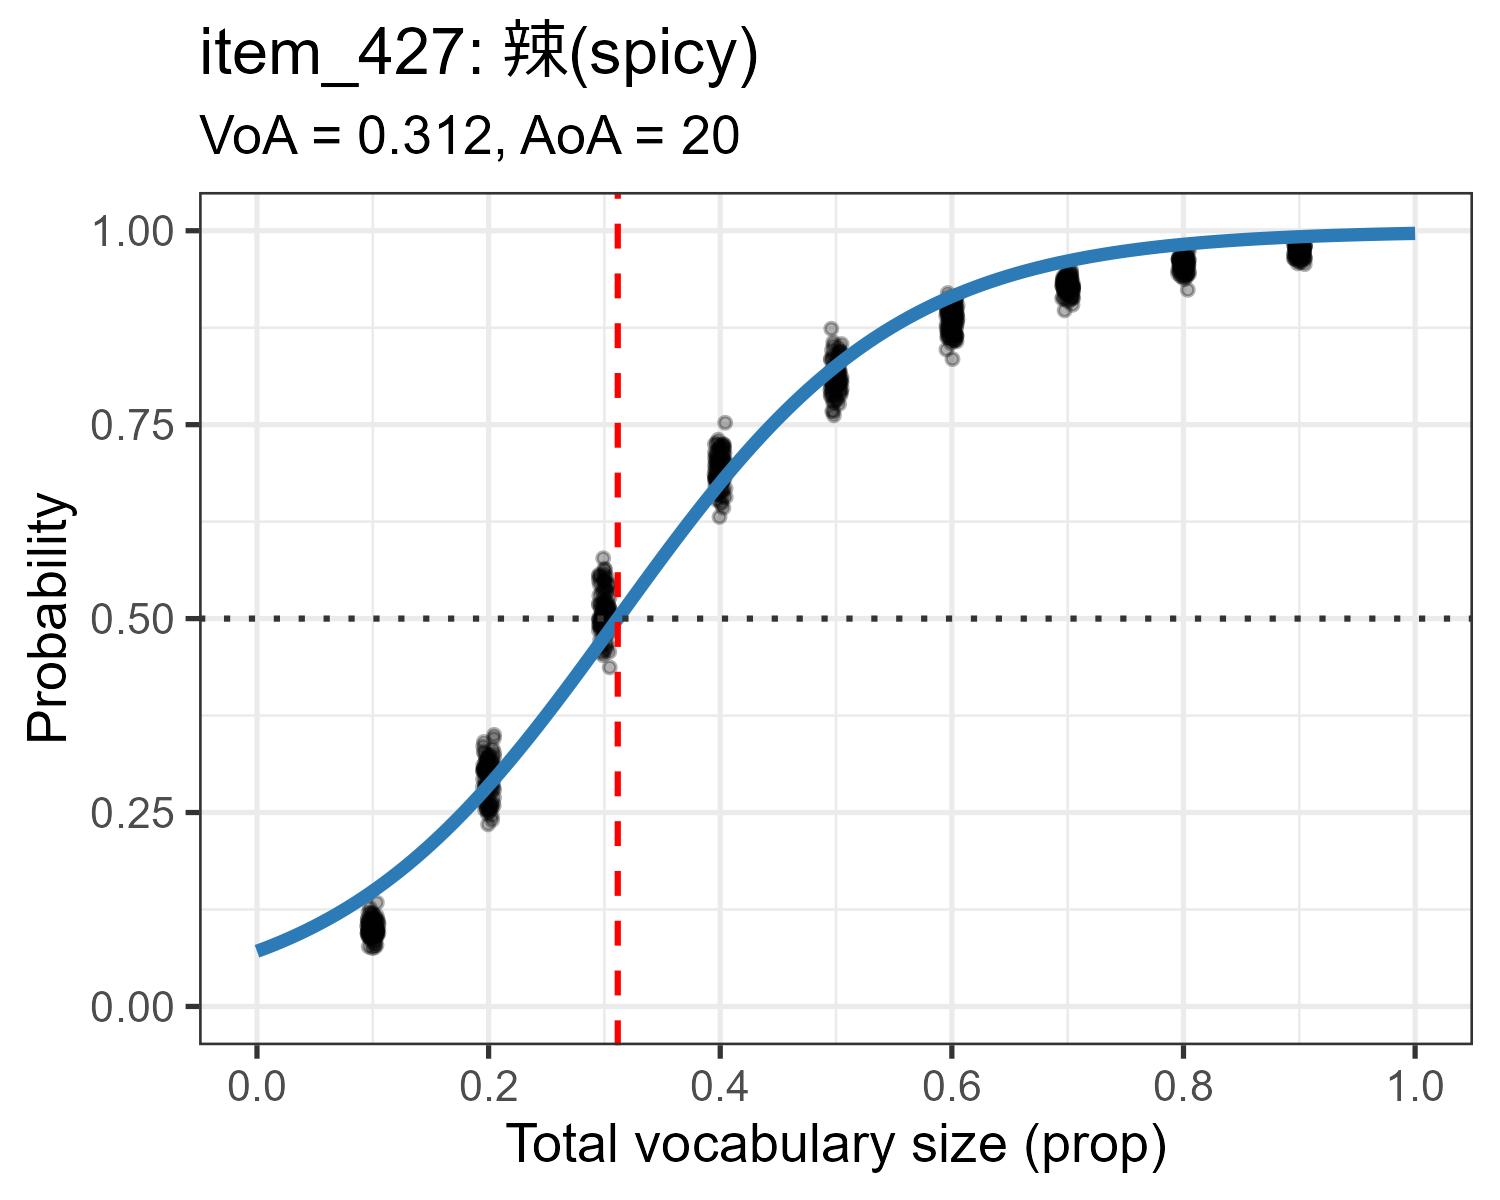 item_427: 辣(spicy)
VoA = 0.312, AoA = 20
1.00
0.75
0.50
0.25
0.00
Probability
0.0 0.2 0.4 0.6 0.8 1.0
Total vocabulary size (prop)